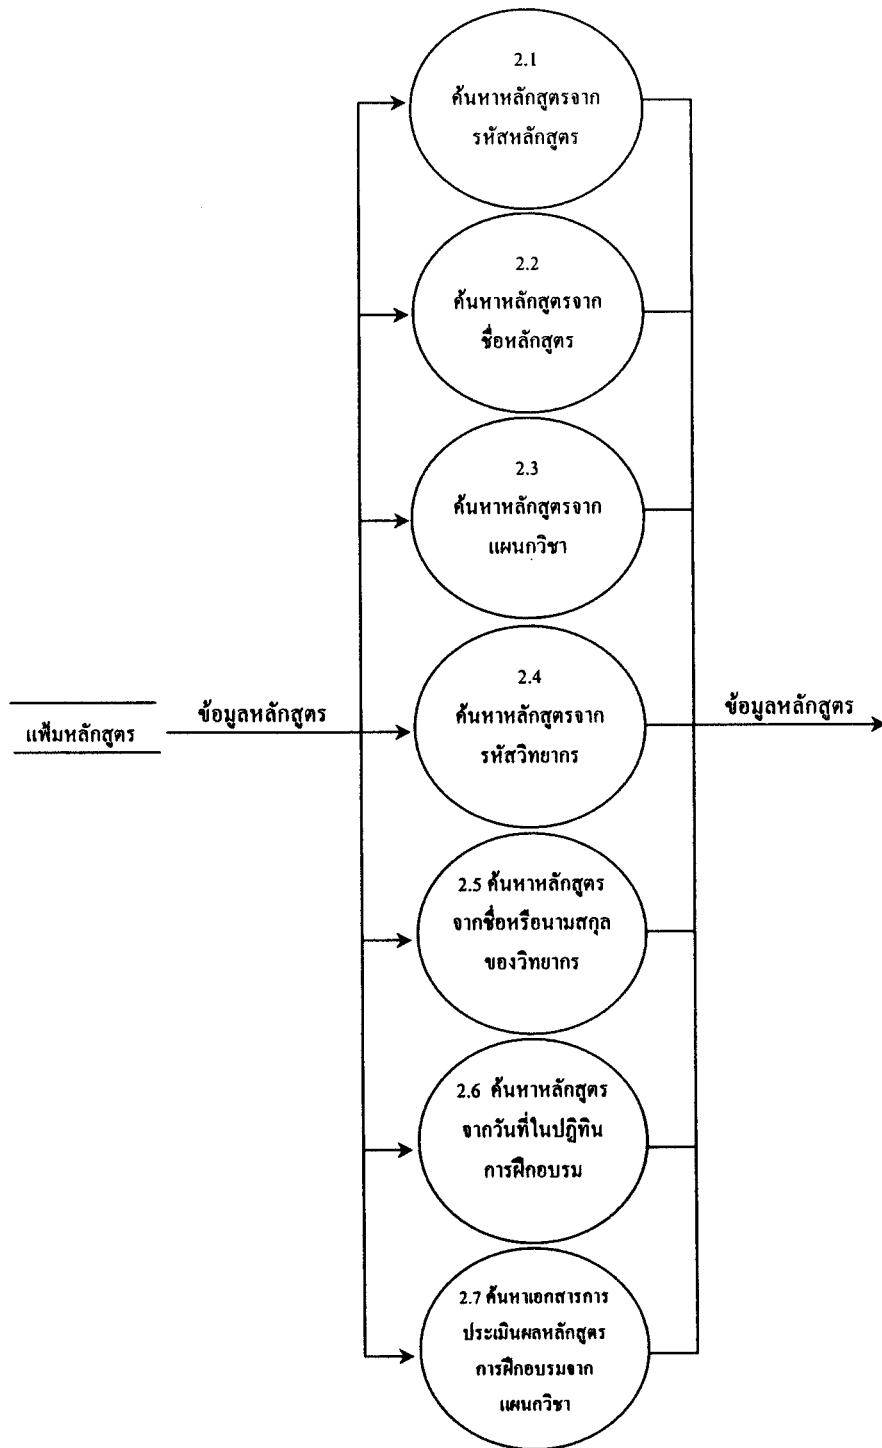 2.1
ค้นหาหลักสูตรจาก
รหัสหลักสูตร
2.2
ค้นหาหลักสูตรจาก
ชื่อหลักสูตร
2.3
ค้นหาหลักสูตรจาก
แผนกวิชา
แฟ้มหลักสูตร
ข้อมูลหลักสูตร
2.4
ค้นหาหลักสูตรจาก
รหัสวิทยากร
ข้อมูลหลักสูตร
2.5 ค้นหาหลักสูตร
จากชื่อหรือนามสกุล
ของวิทยากร
2.6 ค้นหาหลักสูตร
จากวันที่ในปฏิทิน
การฝึกอบรม
2.7 ค้นหาเอกสารการ
ประเมินผลหลักสูตร
การฝึกอบรมจาก
แผนกวิชา